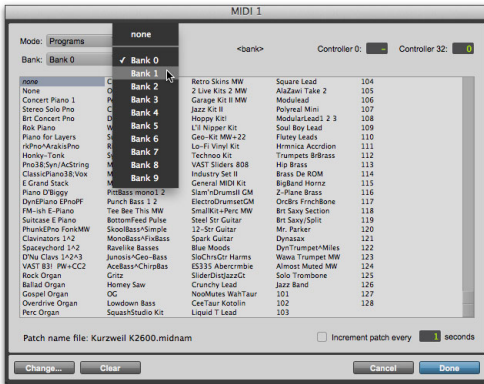 MIDI 1
Mode: Programs
none
<bank>
Controller 0: –
Controller 32: 0
Bank: Bank 0
✓ Bank 0
Bank 1
Bank 2
Bank 3
Bank 4
Bank 5
Bank 6
Bank 7
Bank 8
Bank 9
none
None
Concert Piano 1
Stereo Solo Pno
Brt Concert Pno
Rok Piano
Piano for Layers
rkPno^ArakisPno
Honky-Tonk
Pno38;Syn/AcString
ClassicPiano38;Vox
E Grand Stack
Piano D'Biggy
DynEPiano EPnoPF
FM-ish E-Piano
Suitcase E Piano
PhunkEPno FonkMW
Clavinators 1^2
Spaceychord 1^2
D'Nu Clavs 1^2^3
VAST B3! PW+CC2
Rock Organ
Ballad Organ
Gospel Organ
Overdrive Organ
Perc Organ
PitBass mono1 2
Punch Bass 1 2
Tee Bee This MW
BottomFeed Pulse
SkoolBass^Simple
MonoBass^FixBass
Ravelike Basses
Junosis^Geo-Bass
AceBass^ChirpBas
Gritz
Homey Saw
OG
Lowdown Bass
SquashStudio Kit
Retro Skins MW
2 Live Kits 2 MW
Garage Kit II MW
Jazz Kit II
Hoppy Kit!
L'il Nipper Kit
Geo-Kit MW+22
Lo-Fi Vinyl Kit
Technoo Kit
VAST Sliders 808
Industry Set II
General MIDI Kit
Slam'nDrumsII GM
ElectroDrumsetGM
SmallKit+Perc MW
Steel Str Guitar
12-Str Guitar
Spark Guitar
Blue Moods
SloChrsGtr Harms
ES335 Abercrmbie
SliderDistJazzGt
Crunchy Lead
NooMutes WahTaur
CeeTaur Kotolin
Liquid T Lead
Square Lead
AlaZawi Take 2
Modulead
Polyreal Mini
ModularLead1 2 3
Soul Boy Lead
Flutey Leads
Hrmnica Accrdion
Trumpets BrBrass
Hip Brass
Brass De ROM
BigBand Hornz
Z-Plane Brass
OrcBrs FrnchBone
Brt Saxy Section
Brt Saxy/Split
Mr. Parker
Dynasax
DynTrumpet^Miles
Wawa Trumpet MW
Almost Muted MW
Solo Trombone
Jazz Band
101
102
103
104
105
106
107
108
109
110
111
112
113
114
115
116
117
118
119
120
121
122
123
124
125
126
127
128
Patch name file: Kurzweil K2600.midnam
Increment patch every 1 seconds
Change...
Clear
Cancel
Done